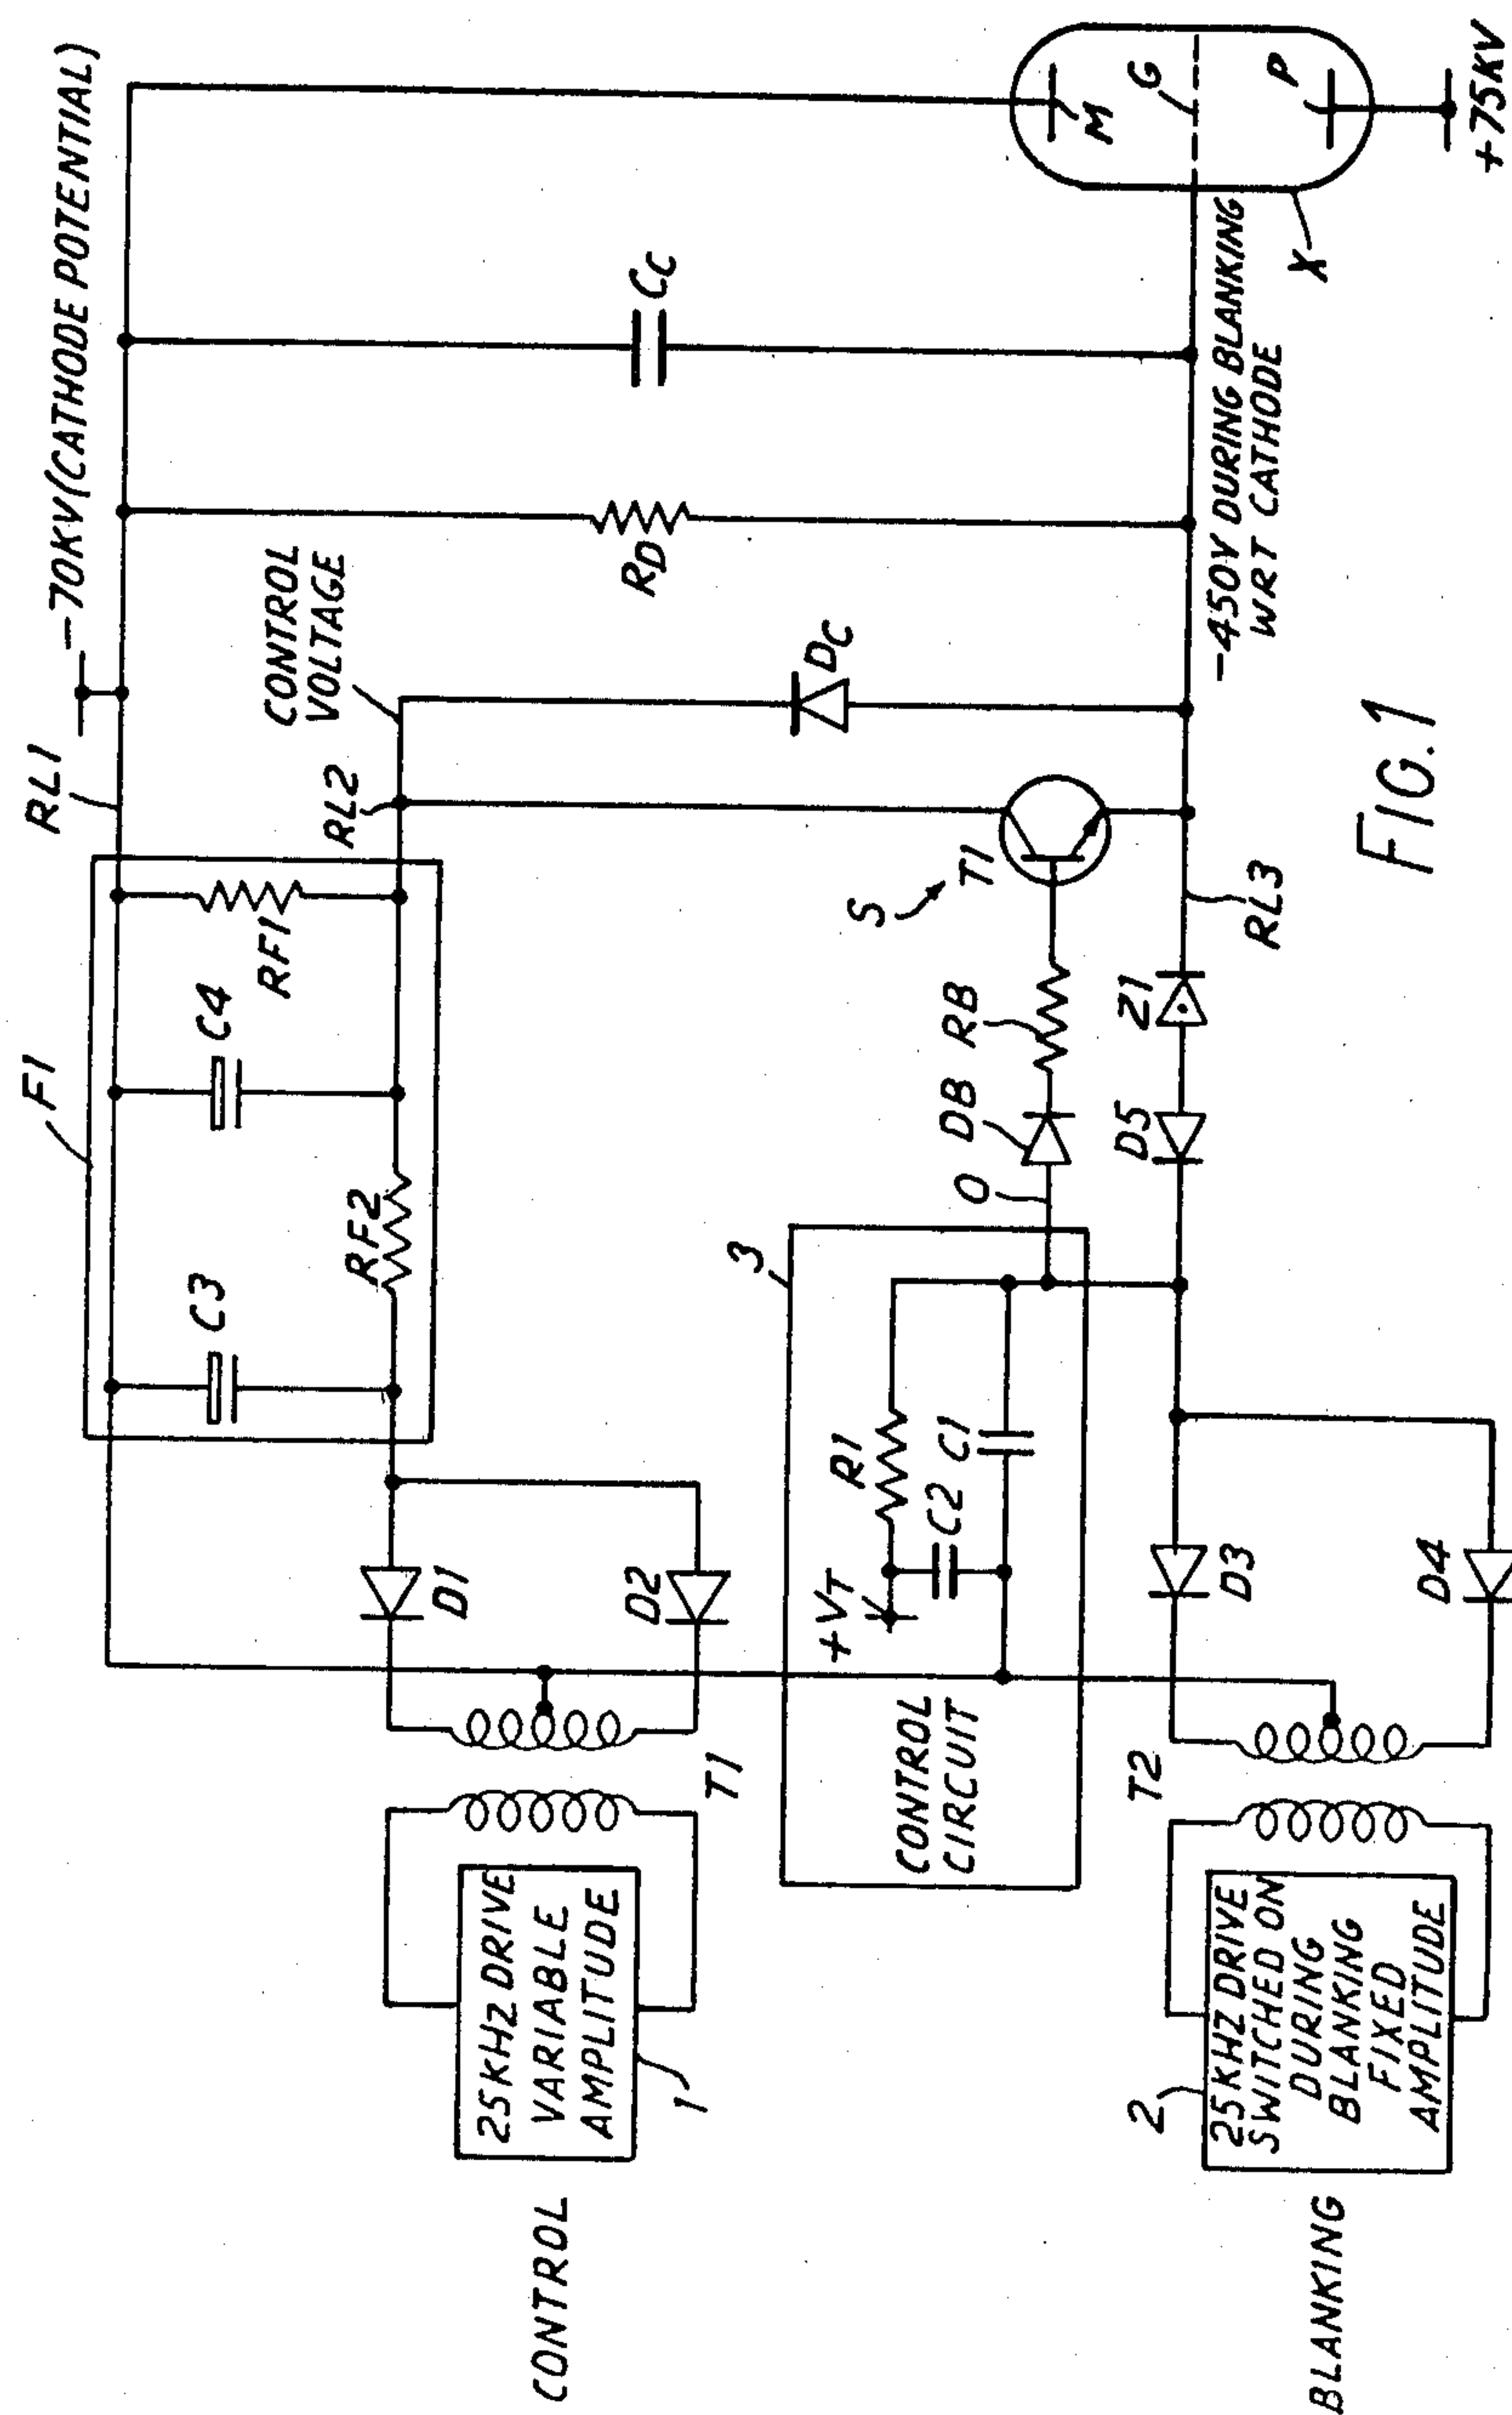 RL1
-70KV (CATHODE POTENTIAL)
F1
C3
C4
RF1
RF2
RL2
CONTROL
VOLTAGE
D1
D2
T1
CONTROL
25KHZ DRIVE
VARIABLE
AMPLITUDE
1
3
R1
+VT
C2
C1
CONTROL
CIRCUIT
O
DB
RB
S
T1
DC
RD
CC
M
G
P
X
+75KV
D5
Z1
RL3
-450V DURING BLANKING
WRT CATHODE
D3
D4
T2
2
BLANKING
25KHZ DRIVE
SWITCHED ON
DURING
BLANKING
FIXED
AMPLITUDE
FIG. 1